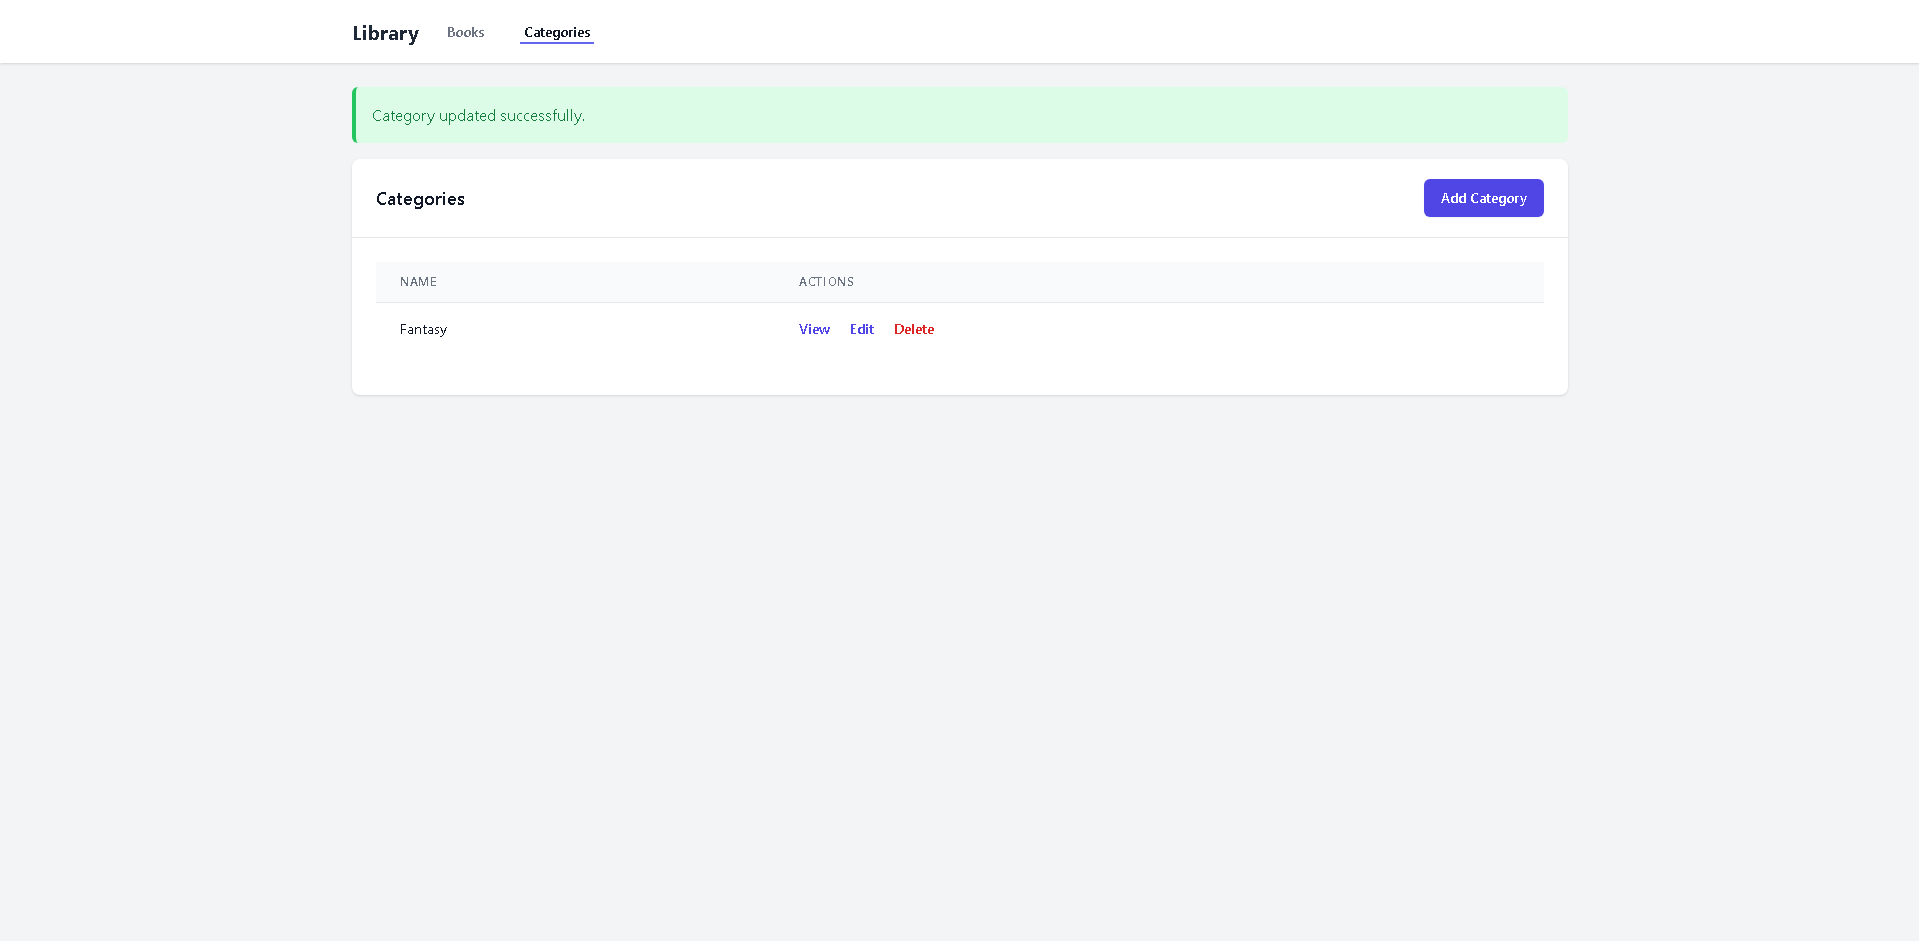 Library Books Categories
Category updated successfully.
Categories Add Category
NAME ACTIONS
Fantasy View Edit Delete